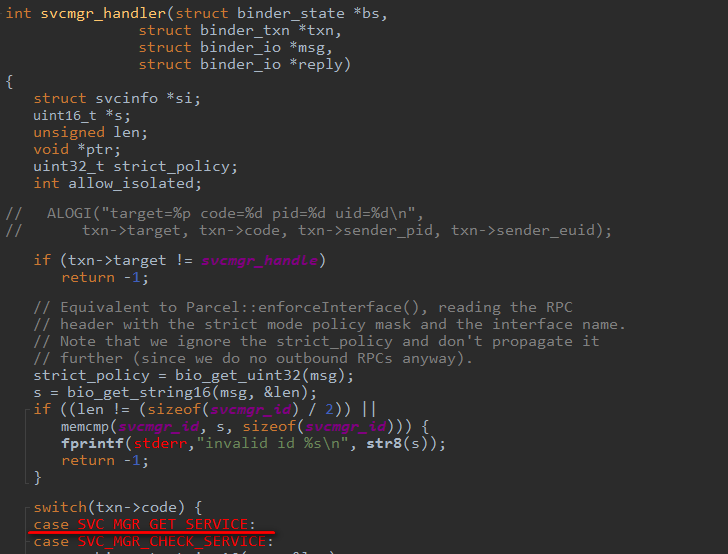 int svcmgr_handler(struct binder_state *bs,
struct binder_txn *txn,
struct binder_io *msg,
struct binder_io *reply)
{
struct svcinfo *si;
uint16_t *s;
unsigned len;
void *ptr;
uint32_t strict_policy;
int allow_isolated;
// ALOGI("target=%p code=%d pid=%d uid=%d\n",
// txn->target, txn->code, txn->sender_pid, txn->sender_euid);
if (txn->target != svcmgr_handle)
return -1;
// Equivalent to Parcel::enforceInterface(), reading the RPC
// header with the strict mode policy mask and the interface name.
// Note that we ignore the strict_policy and don't propagate it
// further (since we do no outbound RPCs anyway).
strict_policy = bio_get_uint32(msg);
s = bio_get_string16(msg, &len);
if ((len != (sizeof(svcmgr_id) / 2)) ||
memcmp(svcmgr_id, s, sizeof(svcmgr_id))) {
fprintf(stderr,"invalid id %s\n", str8(s));
return -1;
}
switch(txn->code) {
case SVC_MGR_GET_SERVICE:
case SVC_MGR_CHECK_SERVICE: